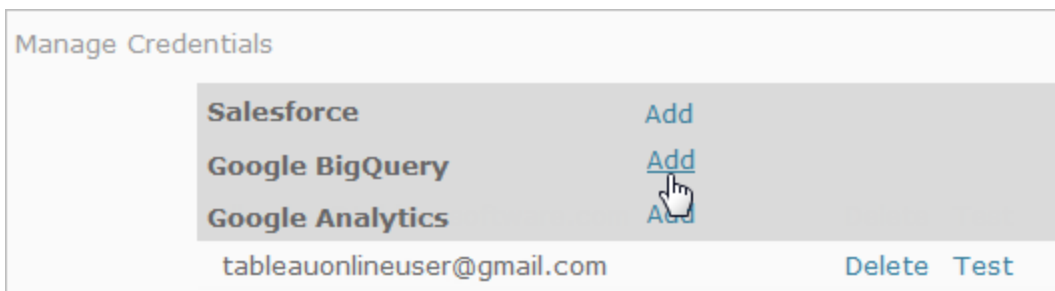 Manage Credentials
Salesforce Add
Google BigQuery Add
Google Analytics Add
tableauonlineuser@gmail.com Delete Test